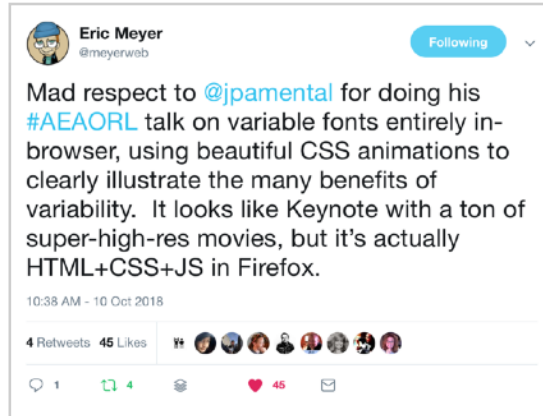 Eric Meyer
@meyerweb
Following
Mad respect to @jpamental for doing his
#AEAORL talk on variable fonts entirely in-
browser, using beautiful CSS animations to
clearly illustrate the many benefits of
variability.  It looks like Keynote with a ton of
super-high-res movies, but it's actually
HTML+CSS+JS in Firefox.
10:38 AM - 10 Oct 2018
4 Retweets 45 Likes
1 4 45